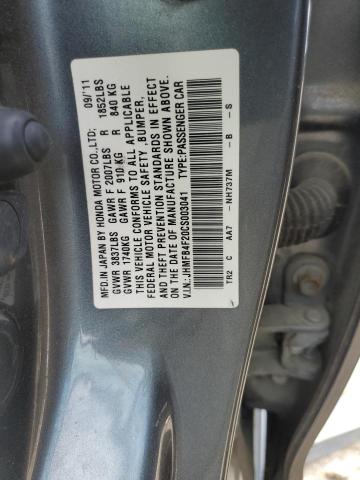 MFD.IN JAPAN BY HONDA MOTOR CO.,LTD: 09/'11
GVWR 3837LBS GAWR F 2007LBS R 1852LBS
GVWR 1740KG GAWR F 910 KG R 840 KG
THIS VEHICLE CONFORMS TO ALL APPLICABLE
FEDERAL MOTOR VEHICLE SAFETY ,BUMPER,
AND THEFT PREVENTION STANDARDS IN EFFECT
ON THE DATE OF MANUFACTURE SHOWN ABOVE.
V.I.N:JHMFB4F20CS003041 TYPE:PASSENGER CAR
TR2 C AA7 -NH737M -B -S